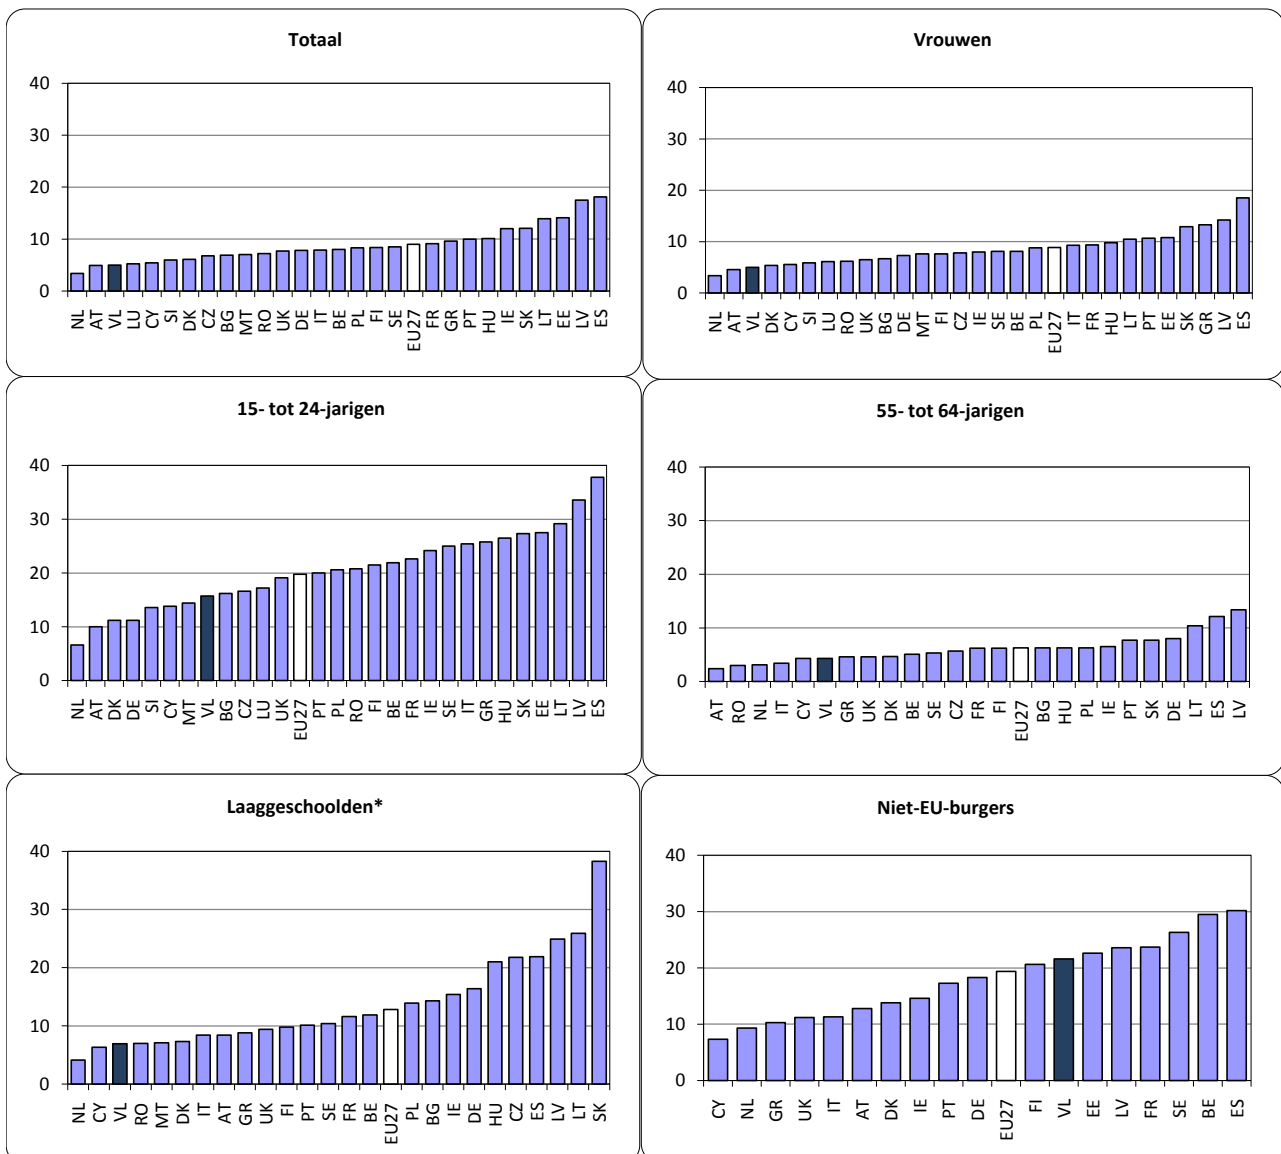 Totaal
40
30
20
10
0
NL AT VL LU CY SI DK CZ BG MT RO UK DE IT BE PL FI SE EU27 FR GR PT HU IE SK LT EE LV ES
Vrouwen
40
30
20
10
0
NL AT VL DK CY SI LU RO UK BG DE MT FI CZ IE SE BE PL EU27 IT FR HU LT PT EE SK GR LV ES
15- tot 24-jarigen
40
30
20
10
0
NL AT DK DE SI CY MT VL BG CZ LU UK EU27 PT PL RO FI BE FR IE SE IT GR HU SK EE LT LV ES
55- tot 64-jarigen
40
30
20
10
0
AT RO NL IT CY VL GR UK DK BE SE CZ FR FI EU27 BG HU PL IE PT SK DE LT ES LV
Laaggeschoolden*
40
30
20
10
0
NL CY VL RO MT DK IT AT GR UK FI PT SE FR BE EU27 PL BG IE DE HU CZ ES LV LT SK
Niet-EU-burgers
40
30
20
10
0
CY NL GR UK IT AT DK IE PT DE EU27 FI VL EE LV FR SE BE ES